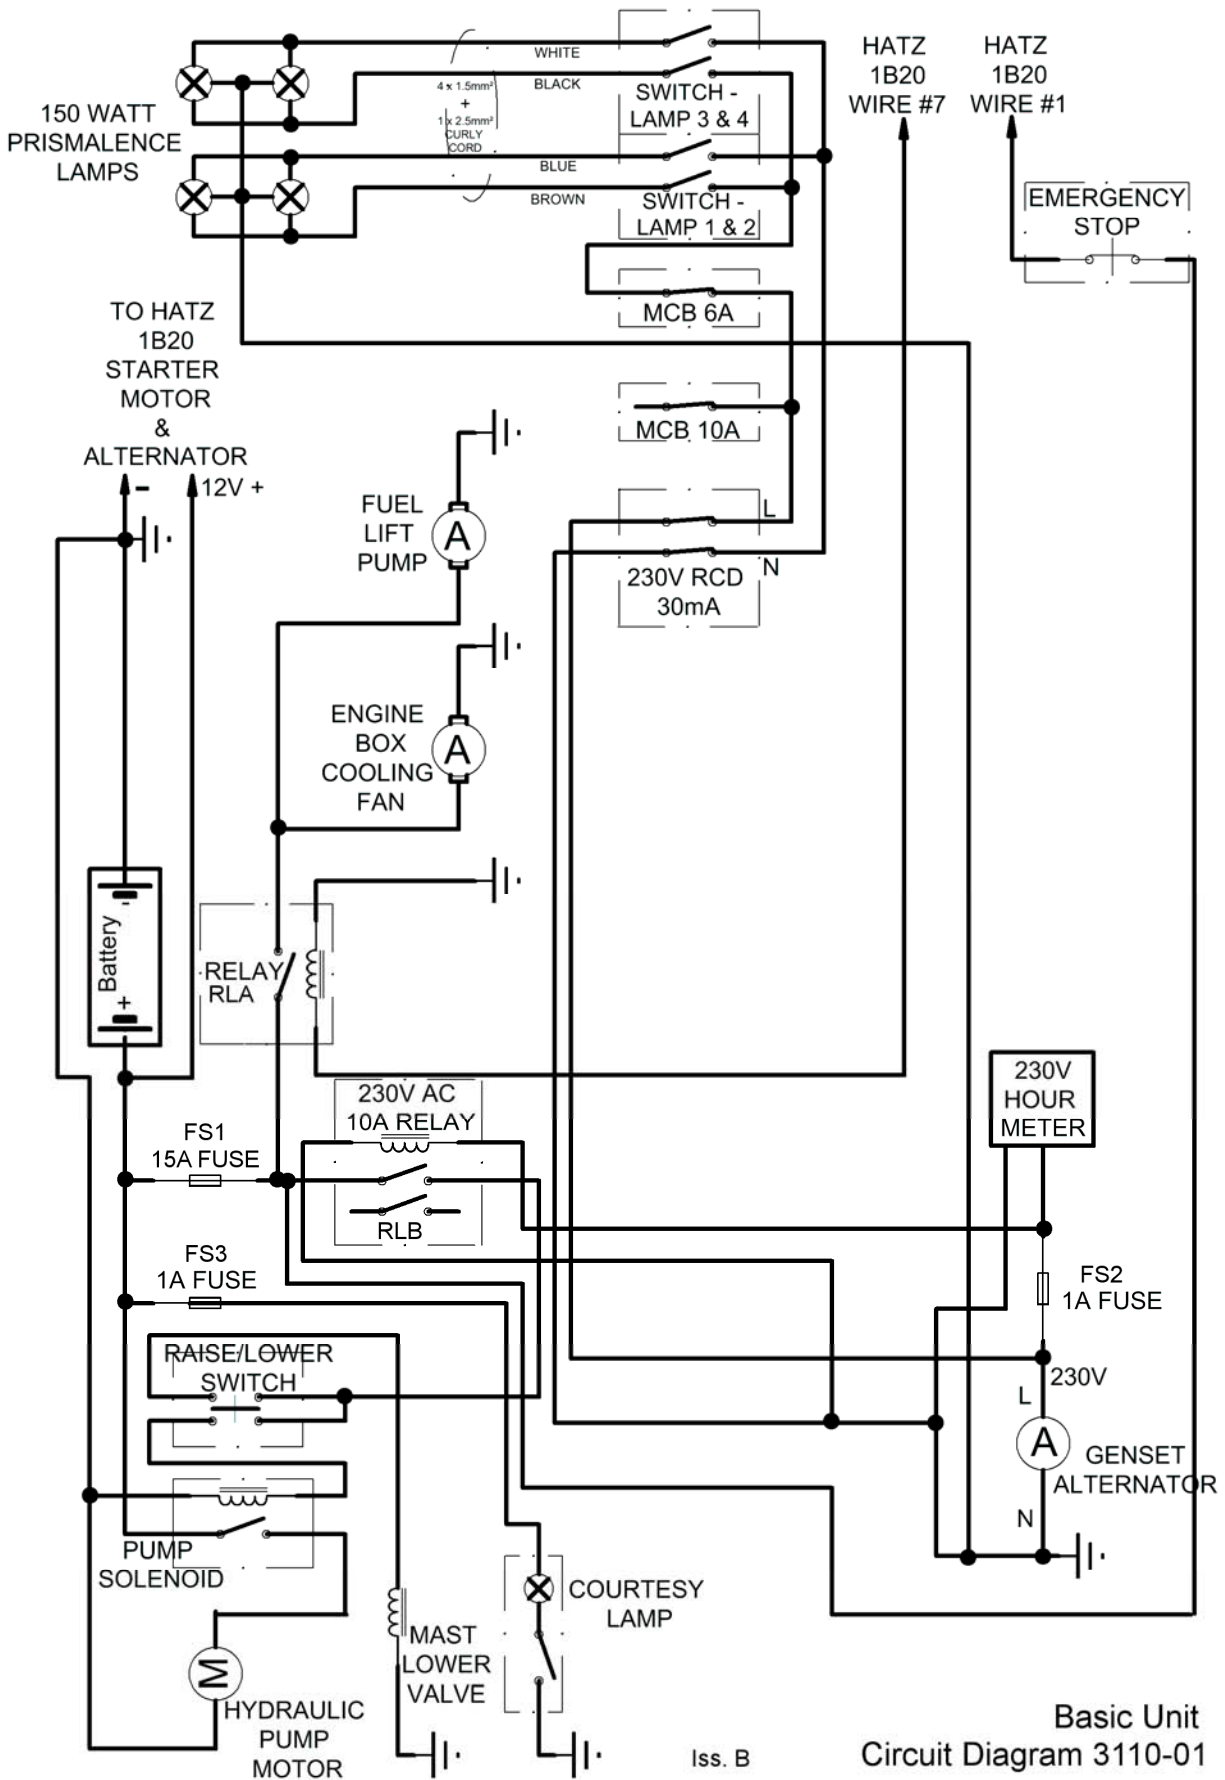 WHITE
BLACK
4 x 1.5mm²
+
1 x 2.5mm²
CURLY
CORD
BLUE
BROWN
150 WATT
PRISMALENCE
LAMPS
SWITCH -
LAMP 3 & 4
SWITCH -
LAMP 1 & 2
HATZ
1B20
WIRE #7
HATZ
1B20
WIRE #1
EMERGENCY
STOP
MCB 6A
MCB 10A
L
N
230V RCD
30mA
TO HATZ
1B20
STARTER
MOTOR
&
ALTERNATOR
-
12V +
FUEL
LIFT
PUMP
A
ENGINE
BOX
COOLING
FAN
A
-
Battery
+
RELAY
RLA
230V AC
10A RELAY
RLB
FS1
15A FUSE
FS3
1A FUSE
230V
HOUR
METER
FS2
1A FUSE
230V
L
A
GENSET
ALTERNATOR
N
RAISE/LOWER
SWITCH
PUMP
SOLENOID
M
HYDRAULIC
PUMP
MOTOR
MAST
LOWER
VALVE
COURTESY
LAMP
Iss. B
Basic Unit
Circuit Diagram 3110-01